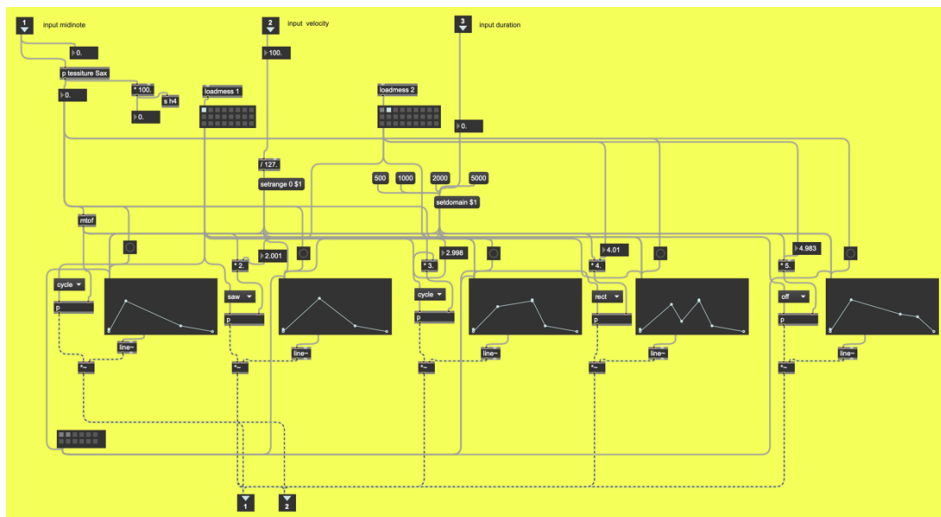 1 input midinote
2 input velocity
3 input duration
0.
100.
p tessiture Sax
* 100.
loadmess 1
loadmess 2
0.
s h4
0.
0.
/ 127.
500 1000 2000 5000
setrange 0 $1
setdomain $1
mtof
* 2. 2.001
* 3. 2.998
* 4. 4.01
* 5. 4.983
cycle saw cycle rect off
p p p p p
line~ line~ line~ line~ line~
*~ *~ *~ *~ *~
1 2